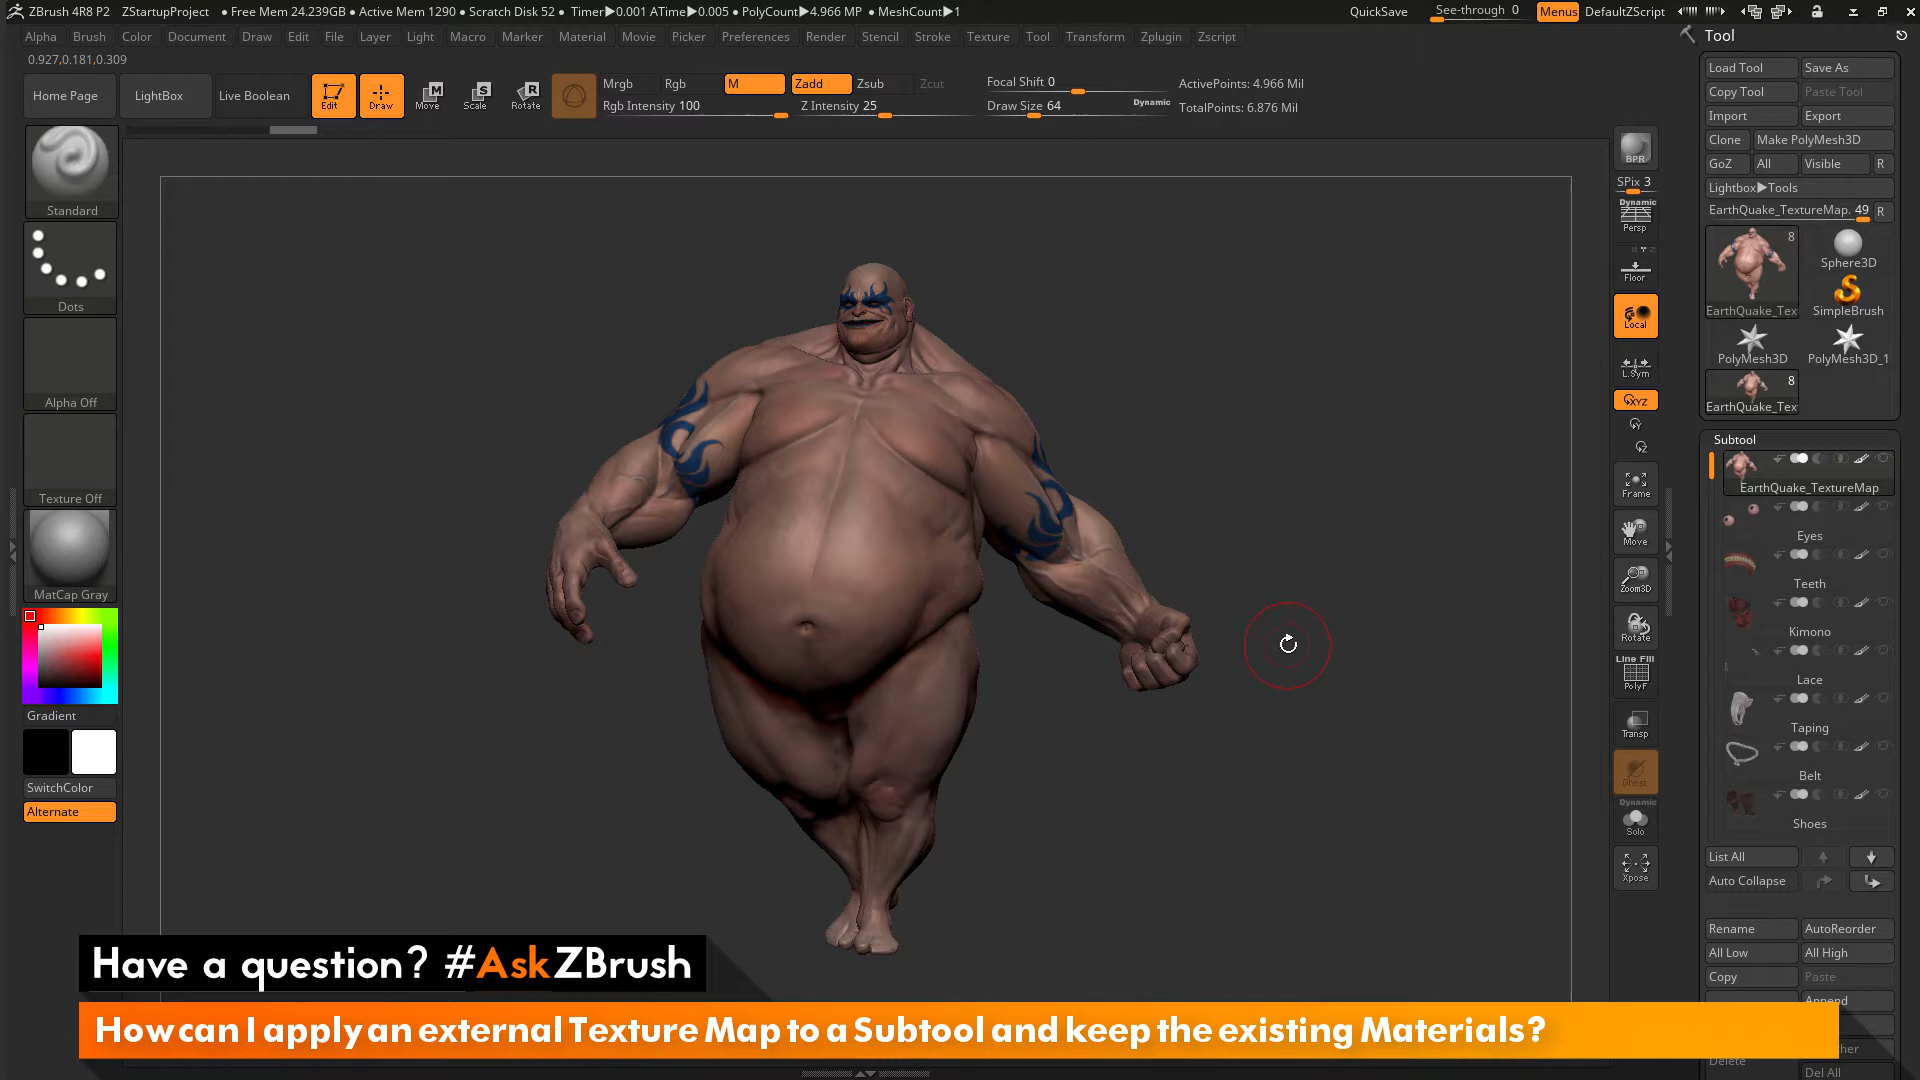 ZBrush 4R8 P2 ZStartupProject • Free Mem 24.239GB • Active Mem 1290 • Scratch Disk 52 • Timer▶0.001 ATime▶0.005 • PolyCount▶4.966 MP • MeshCount▶1 QuickSave See-through 0 Menus DefaultZScript
Alpha Brush Color Document Draw Edit File Layer Light Macro Marker Material Movie Picker Preferences Render Stencil Stroke Texture Tool Transform Zplugin Zscript
Tool
0.927,0.181,0.309
Home Page LightBox Live Boolean Edit Draw Move Scale Rotate
Mrgb Rgb M Zadd Zsub Zcut
Rgb Intensity 100 Z Intensity 25
Focal Shift 0
Draw Size 64 Dynamic
ActivePoints: 4.966 Mil
TotalPoints: 6.876 Mil
Standard
Dots
Alpha Off
Texture Off
MatCap Gray
Gradient
SwitchColor
Alternate
BPR
SPix 3
Dynamic
Persp
Floor
Local
L.Sym
XYZ
Y
Z
Frame
Move
Zoom3D
Rotate
Line Fill
PolyF
Transp
Ghost
Dynamic
Solo
Xpose
Load Tool Save As
Copy Tool Paste Tool
Import Export
Clone Make PolyMesh3D
GoZ All Visible R
Lightbox▶Tools
EarthQuake_TextureMap. 49 R
8
Sphere3D
EarthQuake_Tex SimpleBrush
PolyMesh3D PolyMesh3D_1
8
EarthQuake_Tex
Subtool
EarthQuake_TextureMap
Eyes
Teeth
Kimono
Lace
Taping
Belt
Shoes
List All
Auto Collapse
Rename AutoReorder
All Low All High
Copy Paste
Append
Delete
Del All
Have a question? #AskZBrush
How can I apply an external Texture Map to a Subtool and keep the existing Materials?